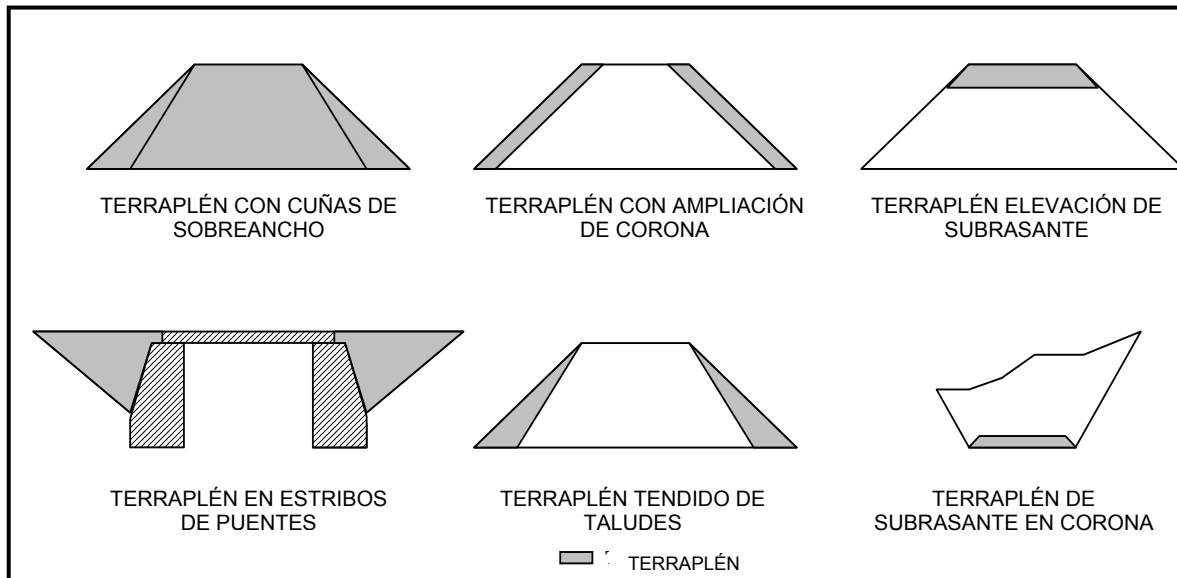 TERRAPLÉN CON CUÑAS DE
SOBREANCHO
TERRAPLÉN CON AMPLIACIÓN
DE CORONA
TERRAPLÉN ELEVACIÓN DE
SUBRASANTE
TERRAPLÉN EN ESTRIBOS
DE PUENTES
TERRAPLÉN TENDIDO DE
TALUDES
TERRAPLÉN DE
SUBRASANTE EN CORONA
TERRAPLÉN